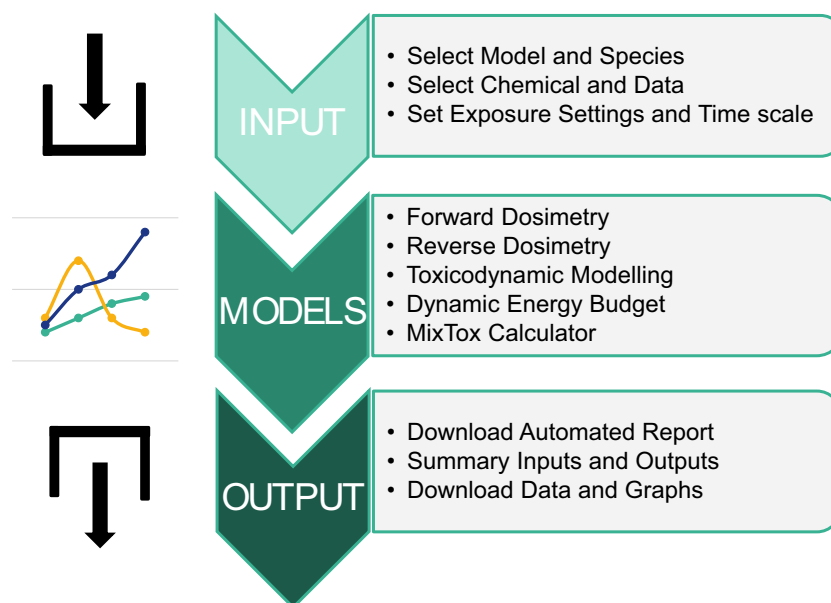 INPUT
• Select Model and Species
• Select Chemical and Data
• Set Exposure Settings and Time scale
MODELS
• Forward Dosimetry
• Reverse Dosimetry
• Toxicodynamic Modelling
• Dynamic Energy Budget
• MixTox Calculator
OUTPUT
• Download Automated Report
• Summary Inputs and Outputs
• Download Data and Graphs